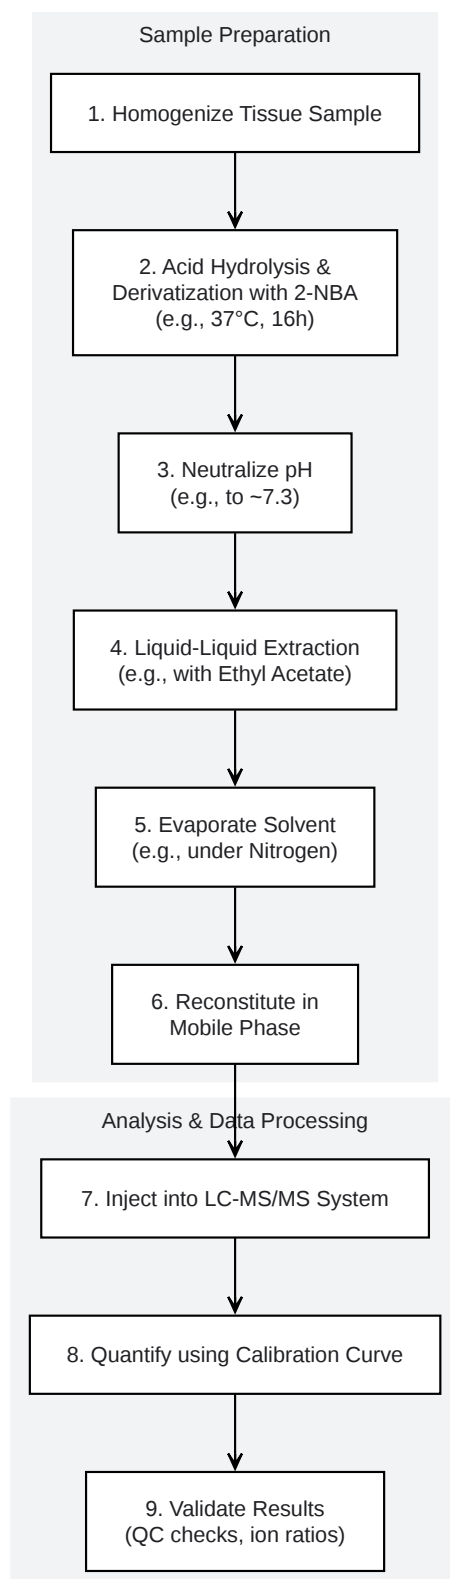 Sample Preparation
1. Homogenize Tissue Sample
2. Acid Hydrolysis &
Derivatization with 2-NBA
(e.g., 37°C, 16h)
3. Neutralize pH
(e.g., to ~7.3)
4. Liquid-Liquid Extraction
(e.g., with Ethyl Acetate)
5. Evaporate Solvent
(e.g., under Nitrogen)
6. Reconstitute in
Mobile Phase
Analysis & Data Processing
7. Inject into LC-MS/MS System
8. Quantify using Calibration Curve
9. Validate Results
(QC checks, ion ratios)